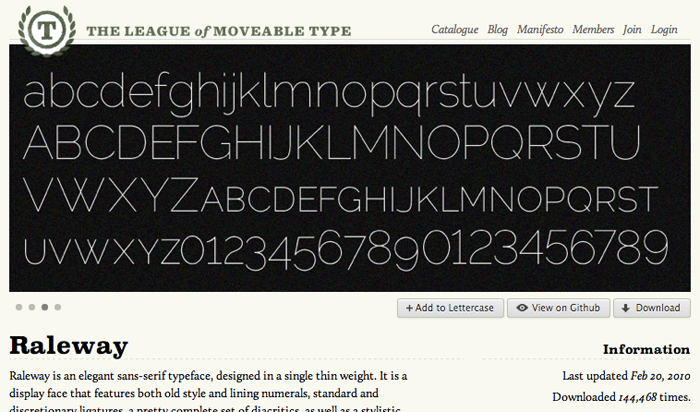 T
THE LEAGUE of MOVEABLE TYPE
Catalogue Blog Manifesto Members Join Login
abcdefghijklmnopqrstuvwxyz
ABCDEFGHIJKLMNOPQRSTU
VWXYZABCDEFGHIJKLMNOPQRST
UVWXYZ01234567890123456789
+ Add to Lettercase
View on Github
Download
Raleway
Raleway is an elegant sans-serif typeface, designed in a single thin weight. It is a
display face that features both old style and lining numerals, standard and
discretionary ligatures, a pretty complete set of diacritics, as well as a stylistic
Information
Last updated Feb 20, 2010
Downloaded 144,468 times.